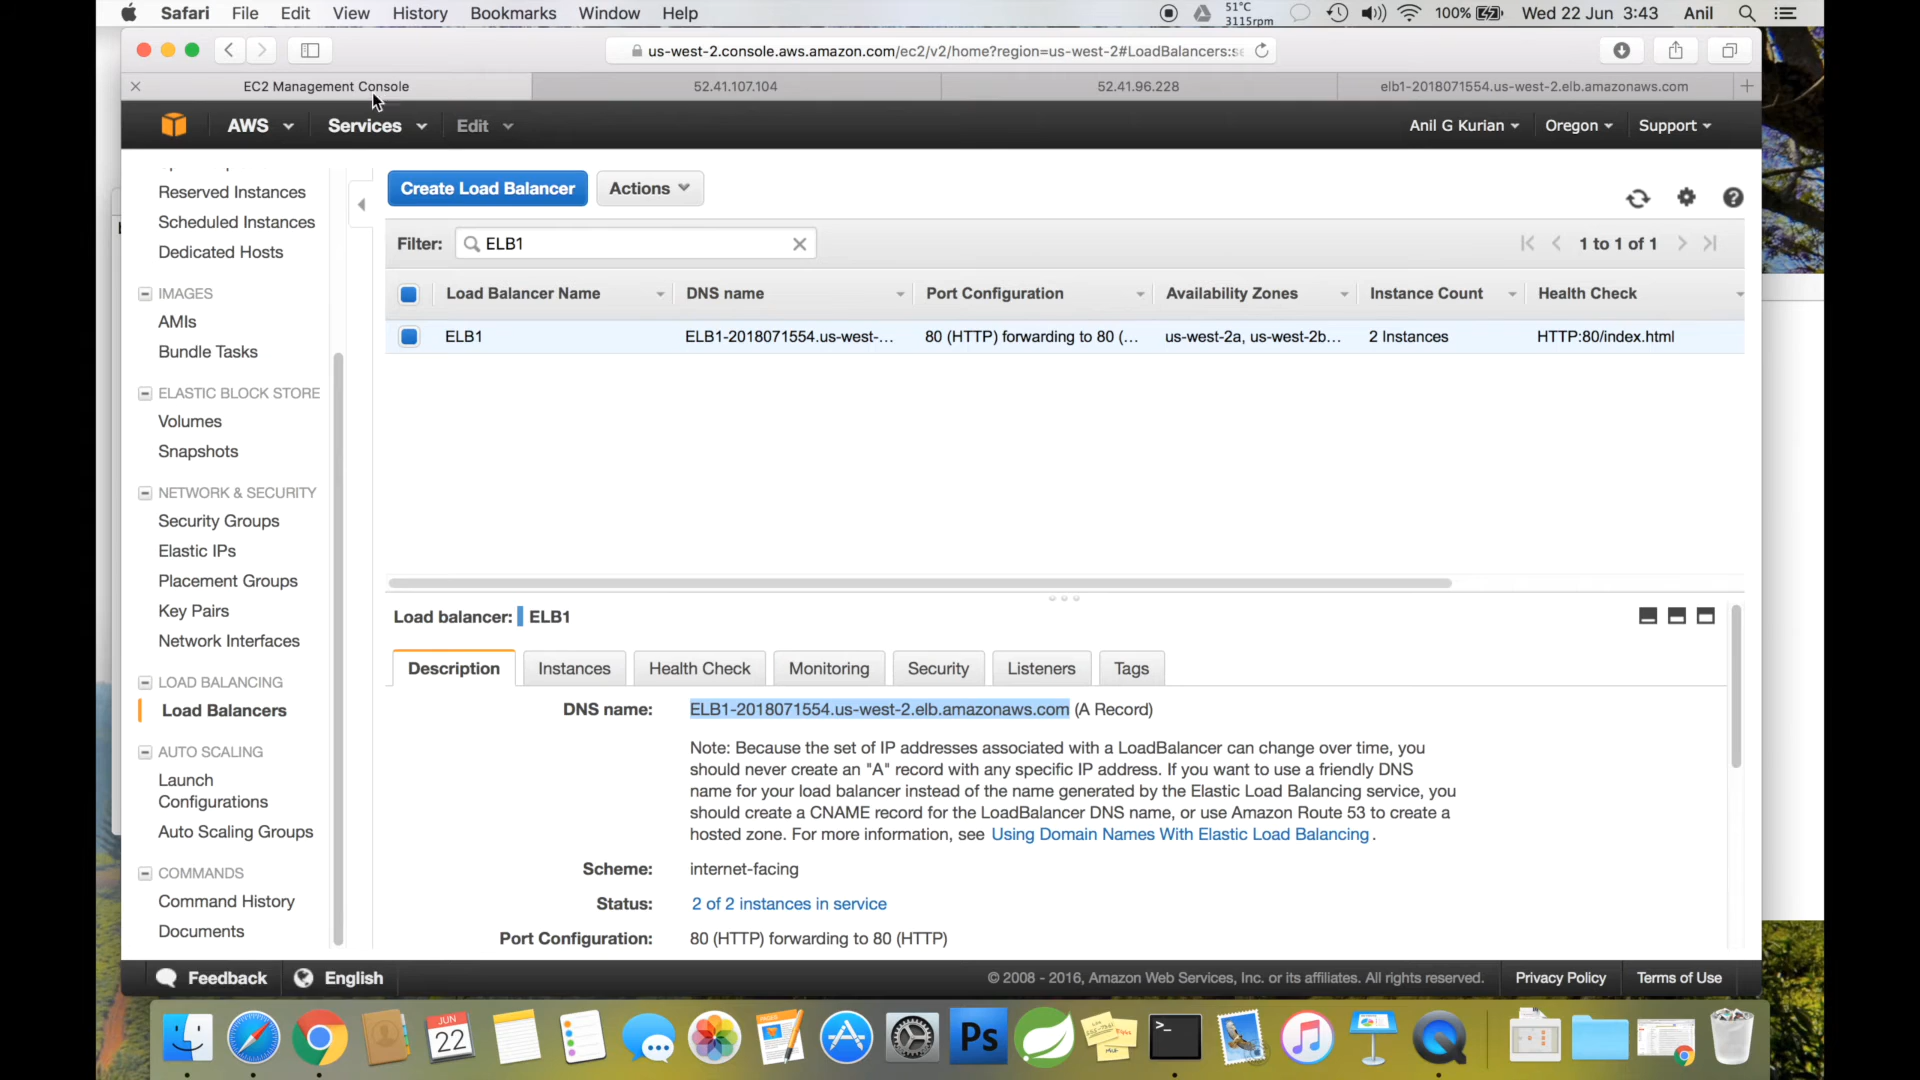 Safari File Edit View History Bookmarks Window Help 51°C 3115rpm 100% Wed 22 Jun 3:43 Anil
us-west-2.console.aws.amazon.com/ec2/v2/home?region=us-west-2#LoadBalancers:s
EC2 Management Console 52.41.107.104 52.41.96.228 elb1-2018071554.us-west-2.elb.amazonaws.com
AWS Services Edit Anil G Kurian Oregon Support
Reserved Instances
Scheduled Instances
Dedicated Hosts
IMAGES
AMIs
Bundle Tasks
ELASTIC BLOCK STORE
Volumes
Snapshots
NETWORK & SECURITY
Security Groups
Elastic IPs
Placement Groups
Key Pairs
Network Interfaces
LOAD BALANCING
Load Balancers
AUTO SCALING
Launch
Configurations
Auto Scaling Groups
COMMANDS
Command History
Documents
Create Load Balancer Actions
Filter: ELB1 1 to 1 of 1
Load Balancer Name DNS name Port Configuration Availability Zones Instance Count Health Check
ELB1 ELB1-2018071554.us-west-... 80 (HTTP) forwarding to 80 (... us-west-2a, us-west-2b... 2 Instances HTTP:80/index.html
Load balancer: ELB1
Description Instances Health Check Monitoring Security Listeners Tags
DNS name: ELB1-2018071554.us-west-2.elb.amazonaws.com (A Record)
Note: Because the set of IP addresses associated with a LoadBalancer can change over time, you
should never create an "A" record with any specific IP address. If you want to use a friendly DNS
name for your load balancer instead of the name generated by the Elastic Load Balancing service, you
should create a CNAME record for the LoadBalancer DNS name, or use Amazon Route 53 to create a
hosted zone. For more information, see Using Domain Names With Elastic Load Balancing.
Scheme: internet-facing
Status: 2 of 2 instances in service
Port Configuration: 80 (HTTP) forwarding to 80 (HTTP)
Feedback English © 2008 - 2016, Amazon Web Services, Inc. or its affiliates. All rights reserved. Privacy Policy Terms of Use
JUN
22
Ps